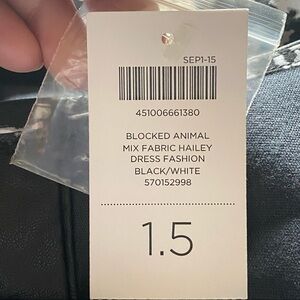 SEP1-15
451006661380
BLOCKED ANIMAL
MIX FABRIC HAILEY
DRESS FASHION
BLACK/WHITE
570152998
1.5